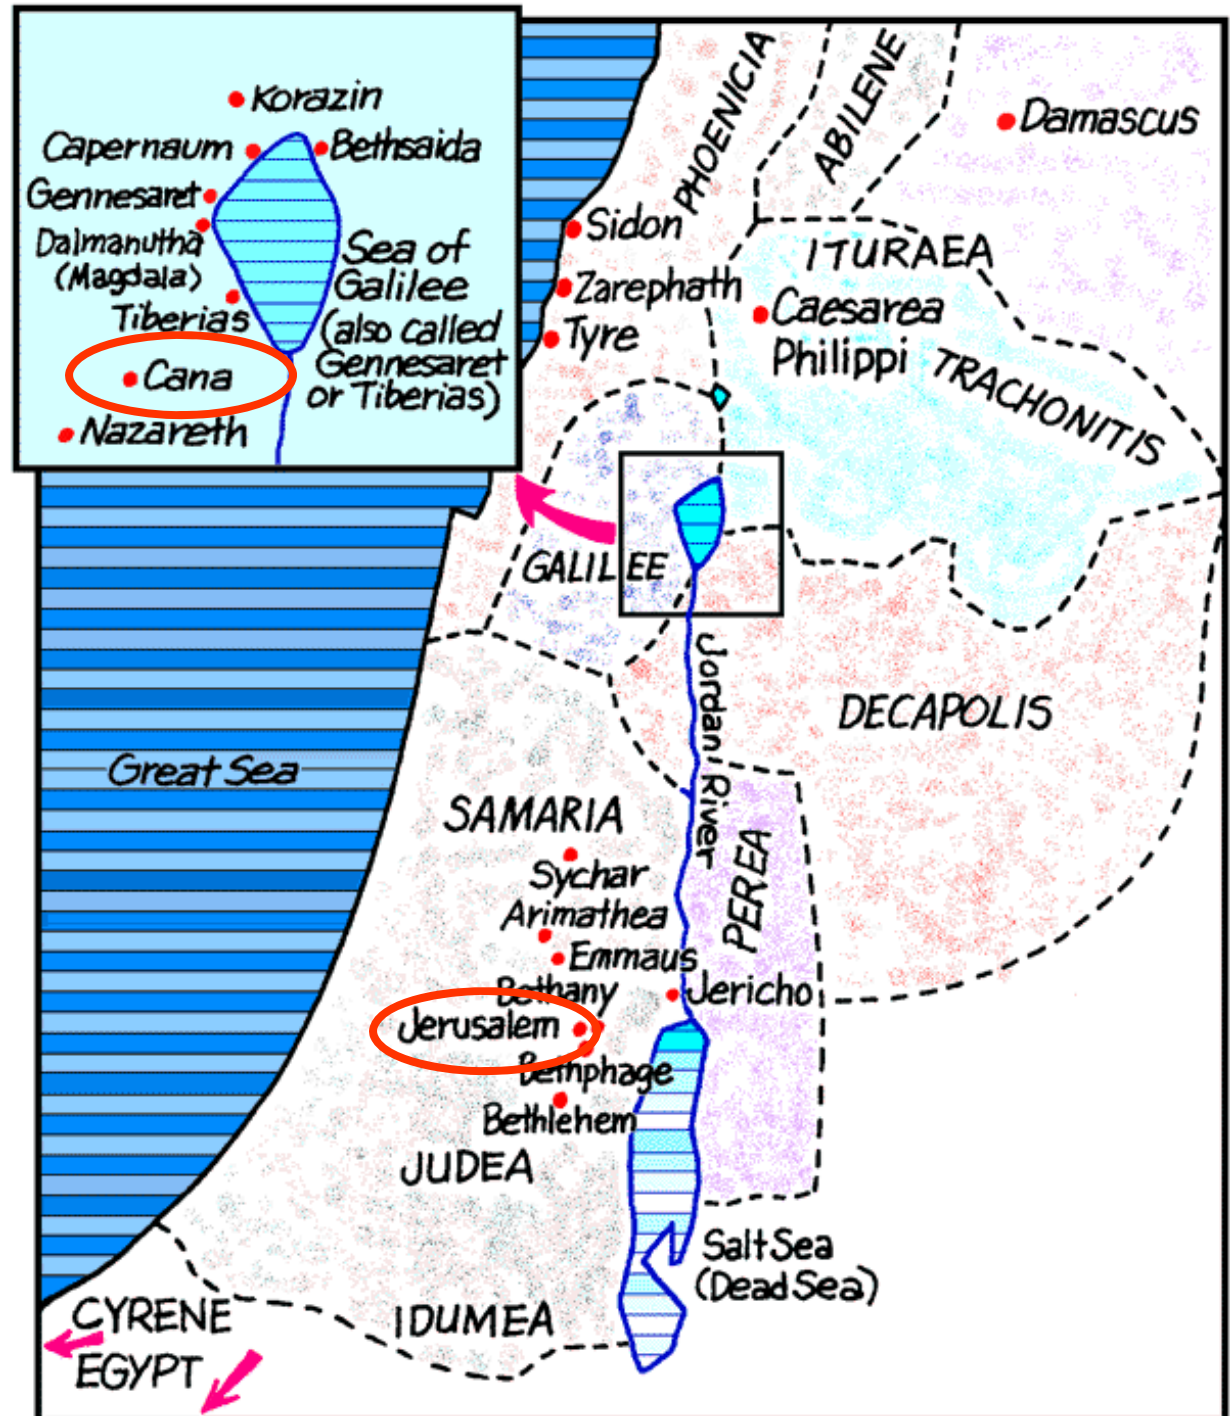 Korazin
Capernaum
Bethsaida
Gennesaret
Dalmanutha
(Magdala)
Tiberias
Sea of
Galilee
(also called
Gennesaret
or Tiberias)
Cana
Nazareth
PHOENICIA
ABILENE
Damascus
Sidon
ITURAEA
Zarephath
Caesarea
Philippi
Tyre
TRACHONITIS
GALILEE
Jordan River
DECAPOLIS
Great Sea
SAMARIA
Sychar
PEREA
Arimathea
Emmaus
Bethany
Jericho
Jerusalem
Bethphage
Bethlehem
JUDEA
Salt Sea
(Dead Sea)
IDUMEA
CYRENE
EGYPT